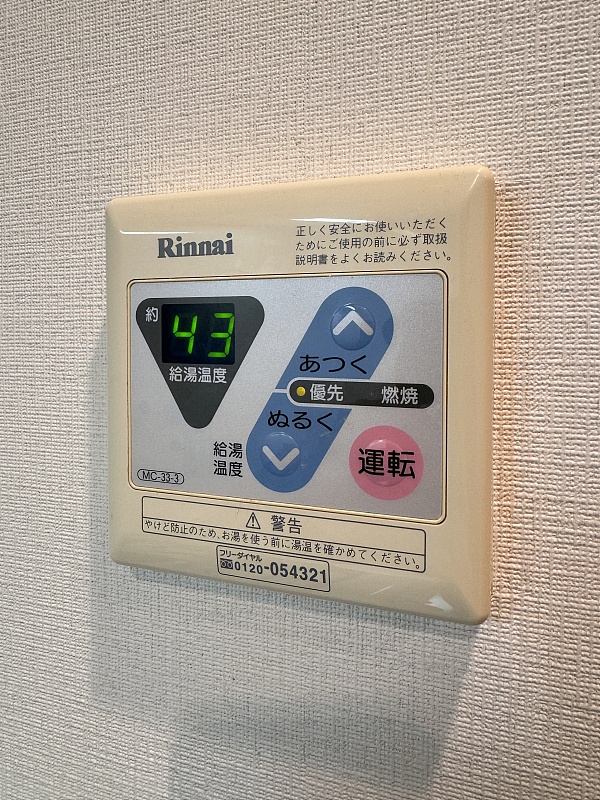 Rinnai
正しく安全にお使いいただく
ためにご使用の前に必ず取扱
説明書をよくお読みください。
約
43
給湯温度
あつく
優先 燃焼
ぬるく
給湯
温度
運転
MC-33-3
⚠ 警告
やけど防止のため、お湯を使う前に湯温を確かめてください。
フリーダイヤル
0120-054321